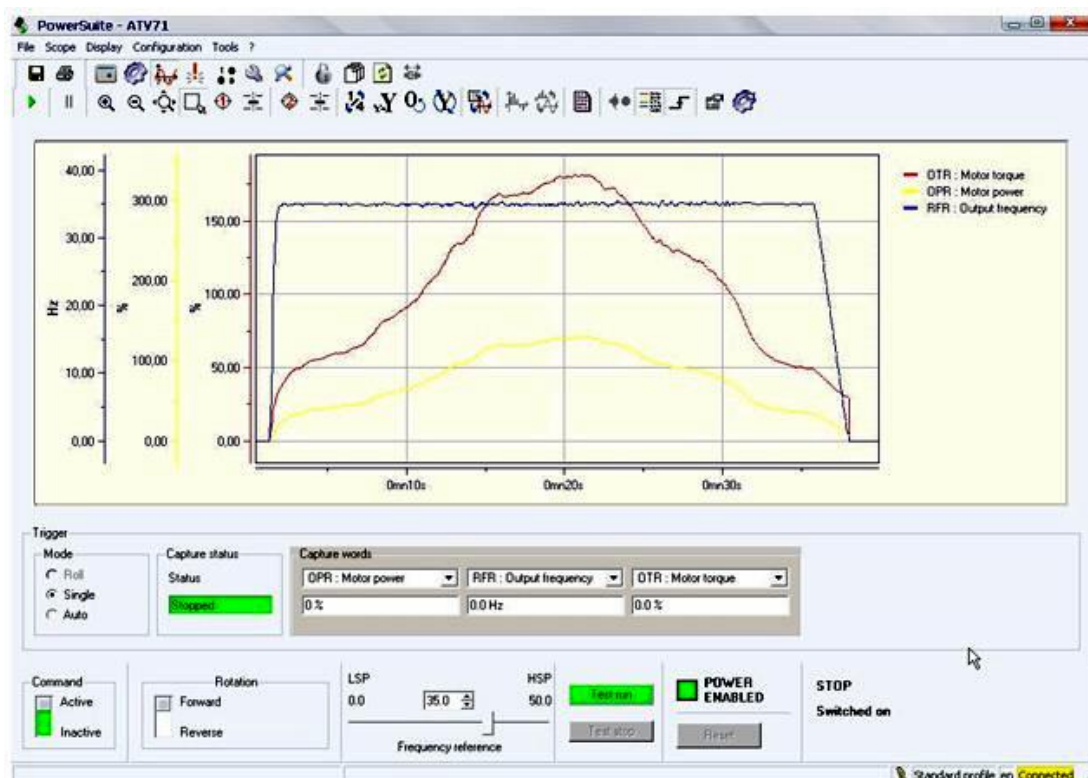 PowerSuite - ATV71
File Scope Display Configuration Tools ?
40,00
30,00
20,00
10,00
0,00
Hz
300,00
200,00
100,00
0,00
%
150,00
100,00
50,00
0,00
%
0mn10s
0mn20s
0mn30s
OTR : Motor torque
OPR : Motor power
RFR : Output frequency
Trigger
Mode
Roll
Single
Auto
Capture status
Status
Stopped
Capture words
OPR : Motor power
RFR : Output frequency
OTR : Motor torque
0 %
0.0 Hz
0.0 %
Command
Active
Inactive
Rotation
Forward
Reverse
LSP
HSP
0.0
35.0
50.0
Frequency reference
Test run
Test stop
POWER
ENABLED
Reset
STOP
Switched on
Standard profile en Connected